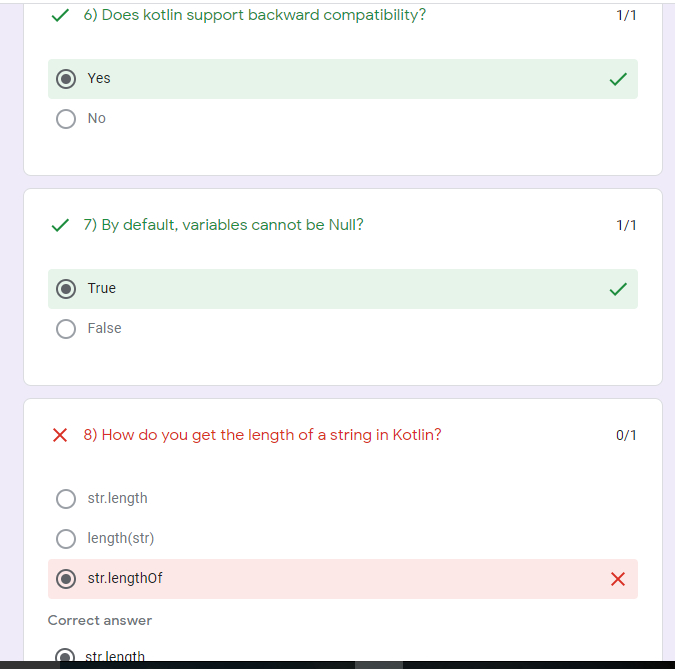 6) Does kotlin support backward compatibility? 1/1
Yes
No
7) By default, variables cannot be Null? 1/1
True
False
8) How do you get the length of a string in Kotlin? 0/1
str.length
length(str)
str.lengthOf
Correct answer
str.length